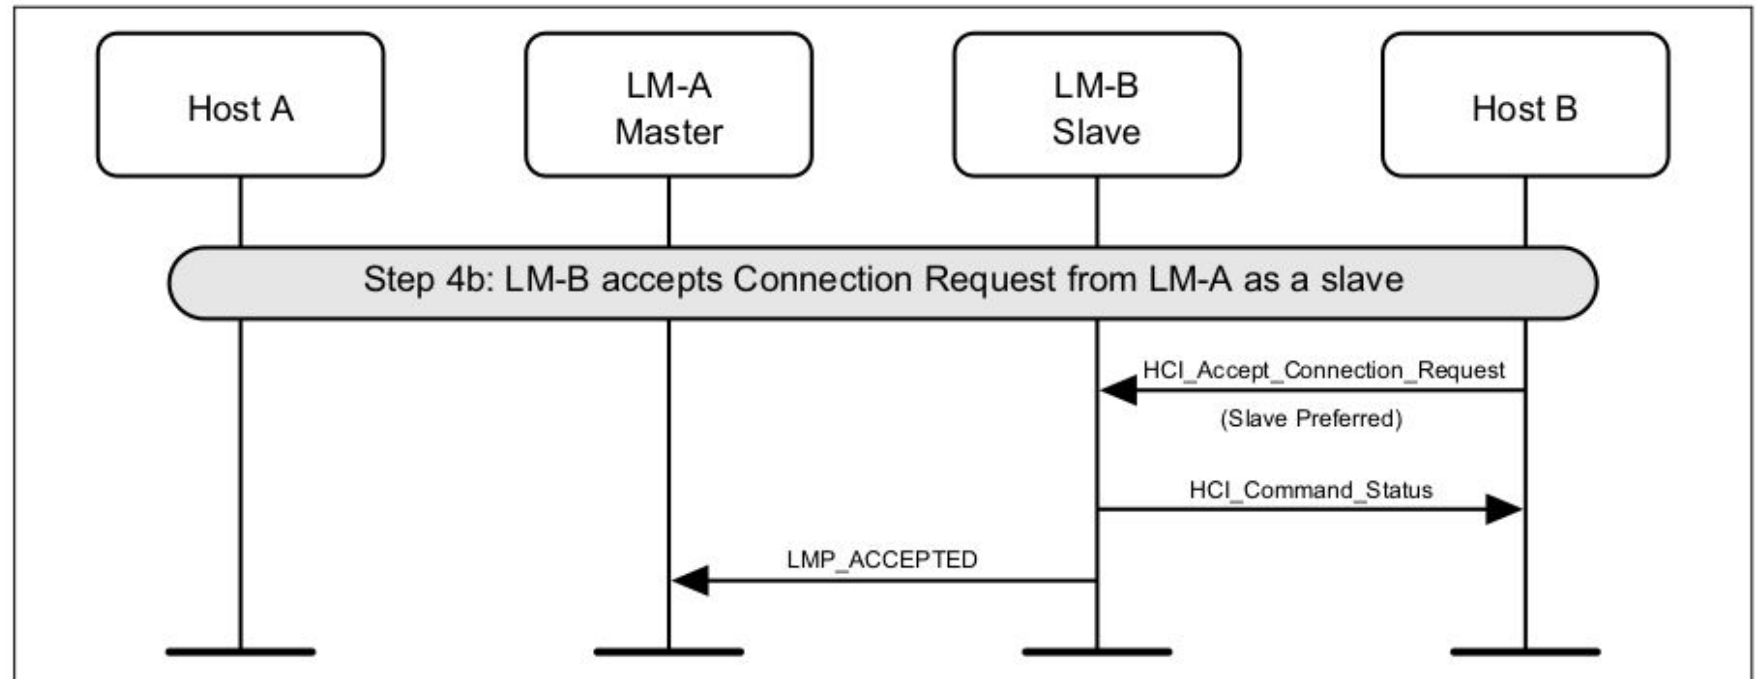 Host A
LM-A
Master
LM-B
Slave
Host B
Step 4b: LM-B accepts Connection Request from LM-A as a slave
HCI_Accept_Connection_Request
(Slave Preferred)
HCI_Command_Status
LMP_ACCEPTED